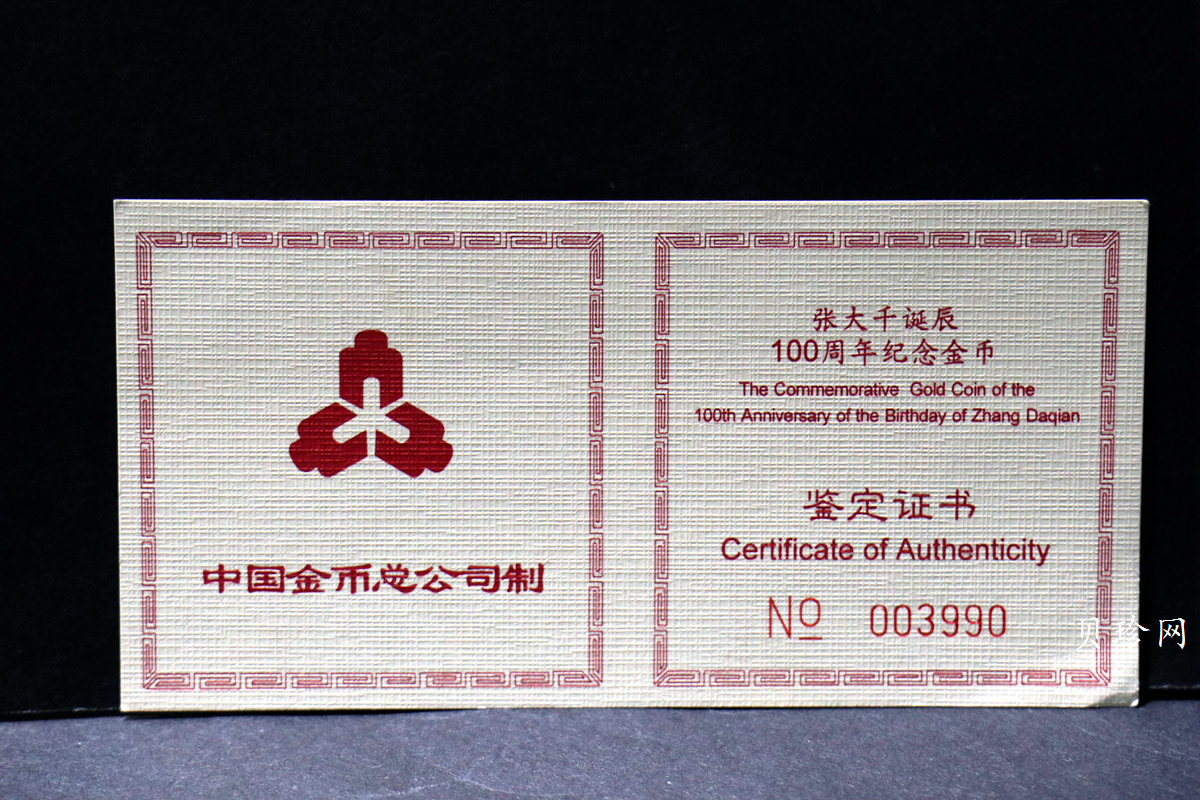 中国金币总公司制
张大千诞辰
100周年纪念金币
The Commemorative Gold Coin of the
100th Anniversary of the Birthday of Zhang Daqian
鉴定证书
Certificate of Authenticity
Nº 003990
贝珍网